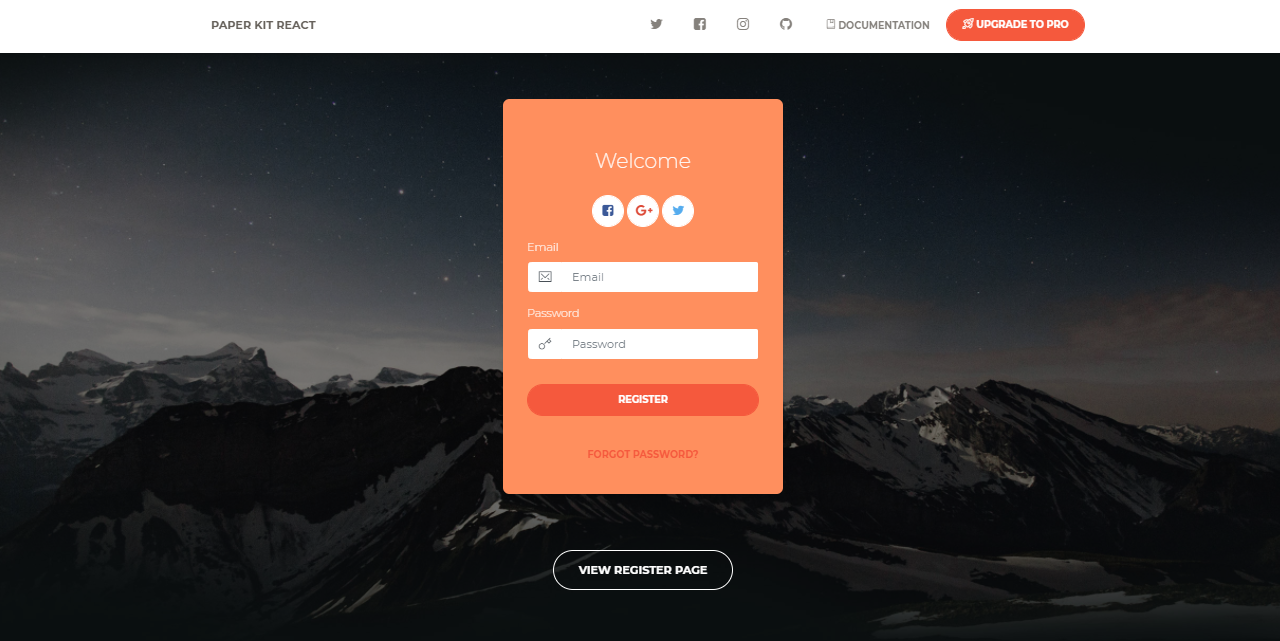 PAPER KIT REACT
DOCUMENTATION
UPGRADE TO PRO
Welcome
Email
Email
Password
Password
REGISTER
FORGOT PASSWORD?
VIEW REGISTER PAGE